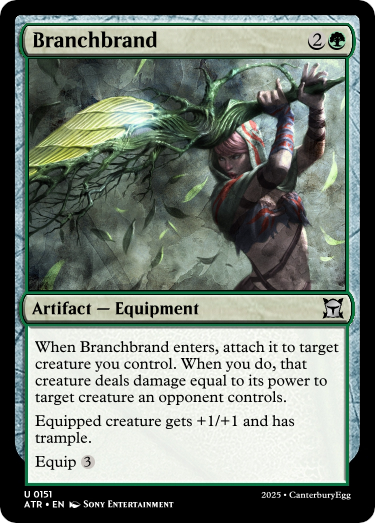 Branchbrand 2
Artifact — Equipment
When Branchbrand enters, attach it to target
creature you control. When you do, that
creature deals damage equal to its power to
target creature an opponent controls.
Equipped creature gets +1/+1 and has
trample.
Equip 3
U 0151
ATR • EN Sony Entertainment 2025 • CanterburyEgg